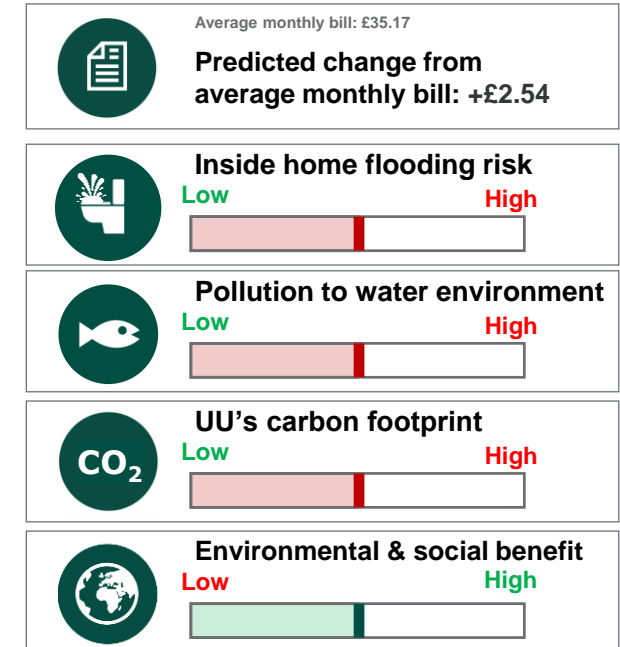 Average monthly bill: £35.17
Predicted change from
average monthly bill: +£2.54
Inside home flooding risk
Low
High
Pollution to water environment
Low
High
CO₂
UU's carbon footprint
Low
High
Environmental & social benefit
Low
High